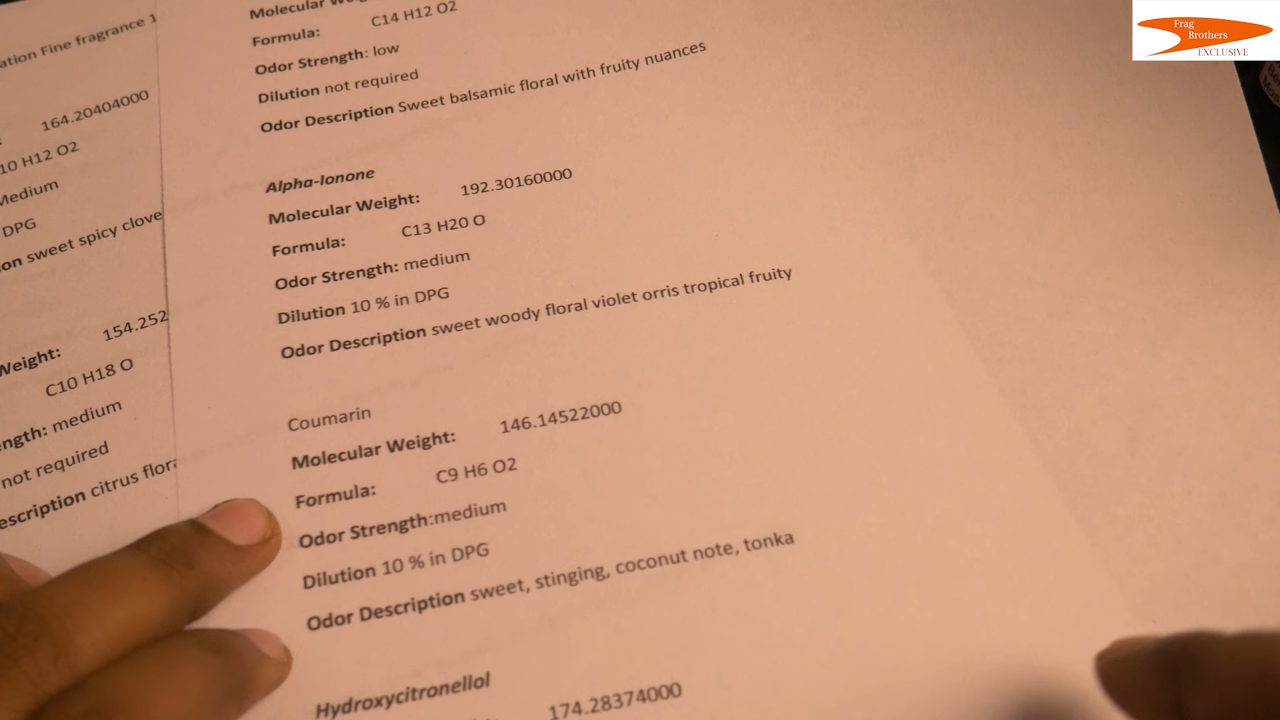 ation Fine fragrance 1
164.20404000
10 H12 O2
Medium
DPG
on sweet spicy clove
154.252
Weight:
C10 H18 O
ngth: medium
not required
escription citrus flora
Molecular Weig
Formula: C14 H12 O2
Odor Strength: low
Dilution not required
Odor Description Sweet balsamic floral with fruity nuances
Alpha-Ionone
Molecular Weight: 192.30160000
Formula: C13 H20 O
Odor Strength: medium
Dilution 10 % in DPG
Odor Description sweet woody floral violet orris tropical fruity
Coumarin
Molecular Weight: 146.14522000
Formula: C9 H6 O2
Odor Strength:medium
Dilution 10 % in DPG
Odor Description sweet, stinging, coconut note, tonka
Hydroxycitronellol
174.28374000
Frag
Brothers
EXCLUSIVE